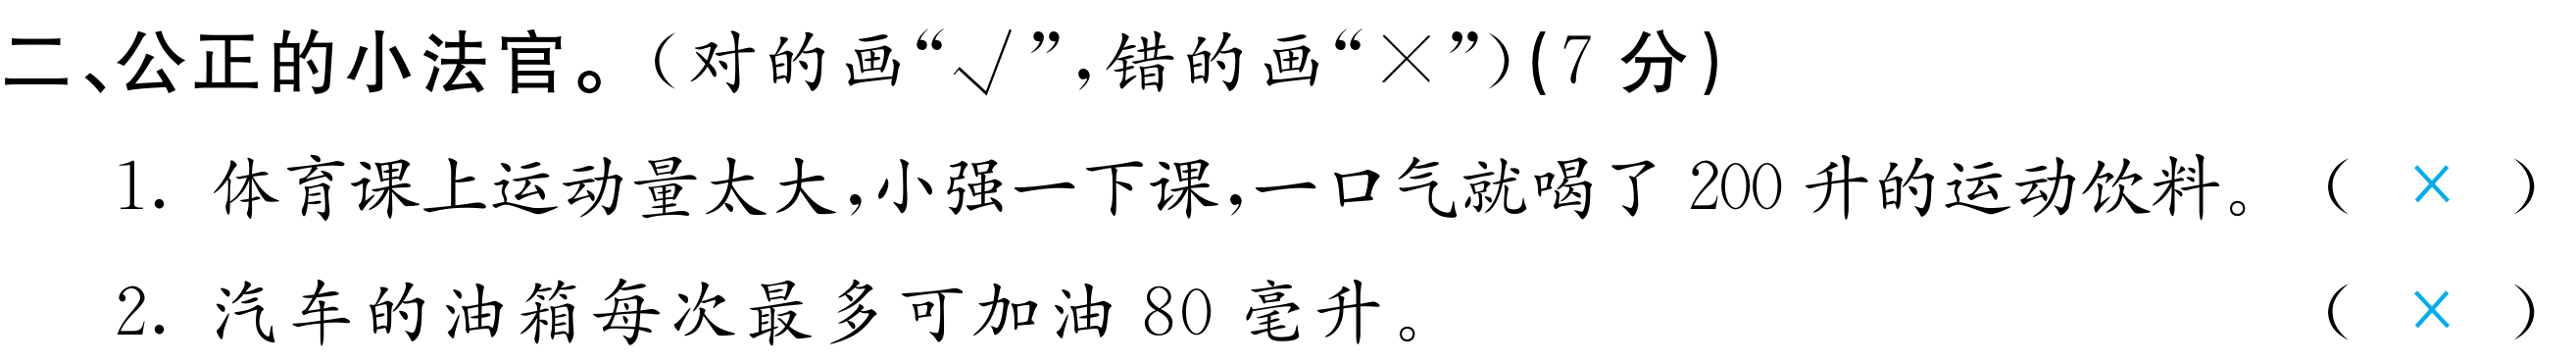 二、公正的小法官。(对的画“√”,错的画“×”)(7 分)
1. 体育课上运动量太大,小强一下课,一口气就喝了 200 升的运动饮料。 ( × )
2. 汽车的油箱每次最多可加油 80 毫升。 ( × )